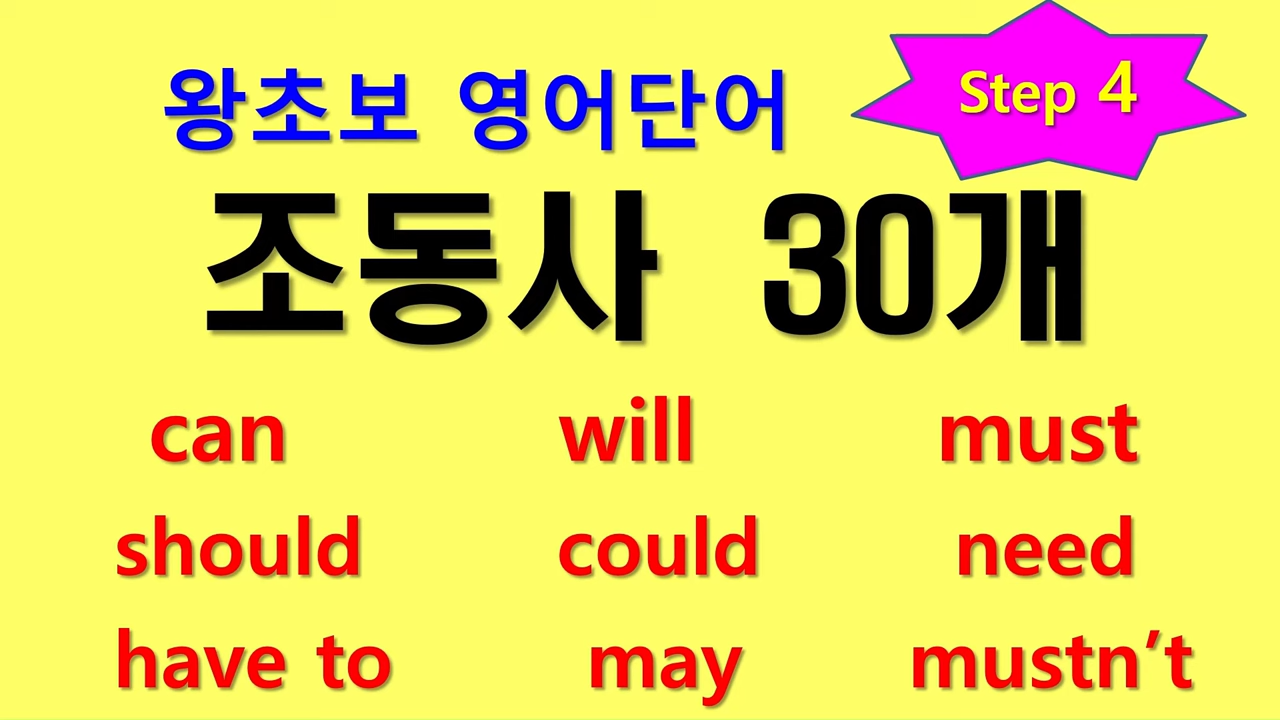 왕초보 영어단어
Step 4
조동사 30개
can will must
should could need
have to may mustn’t